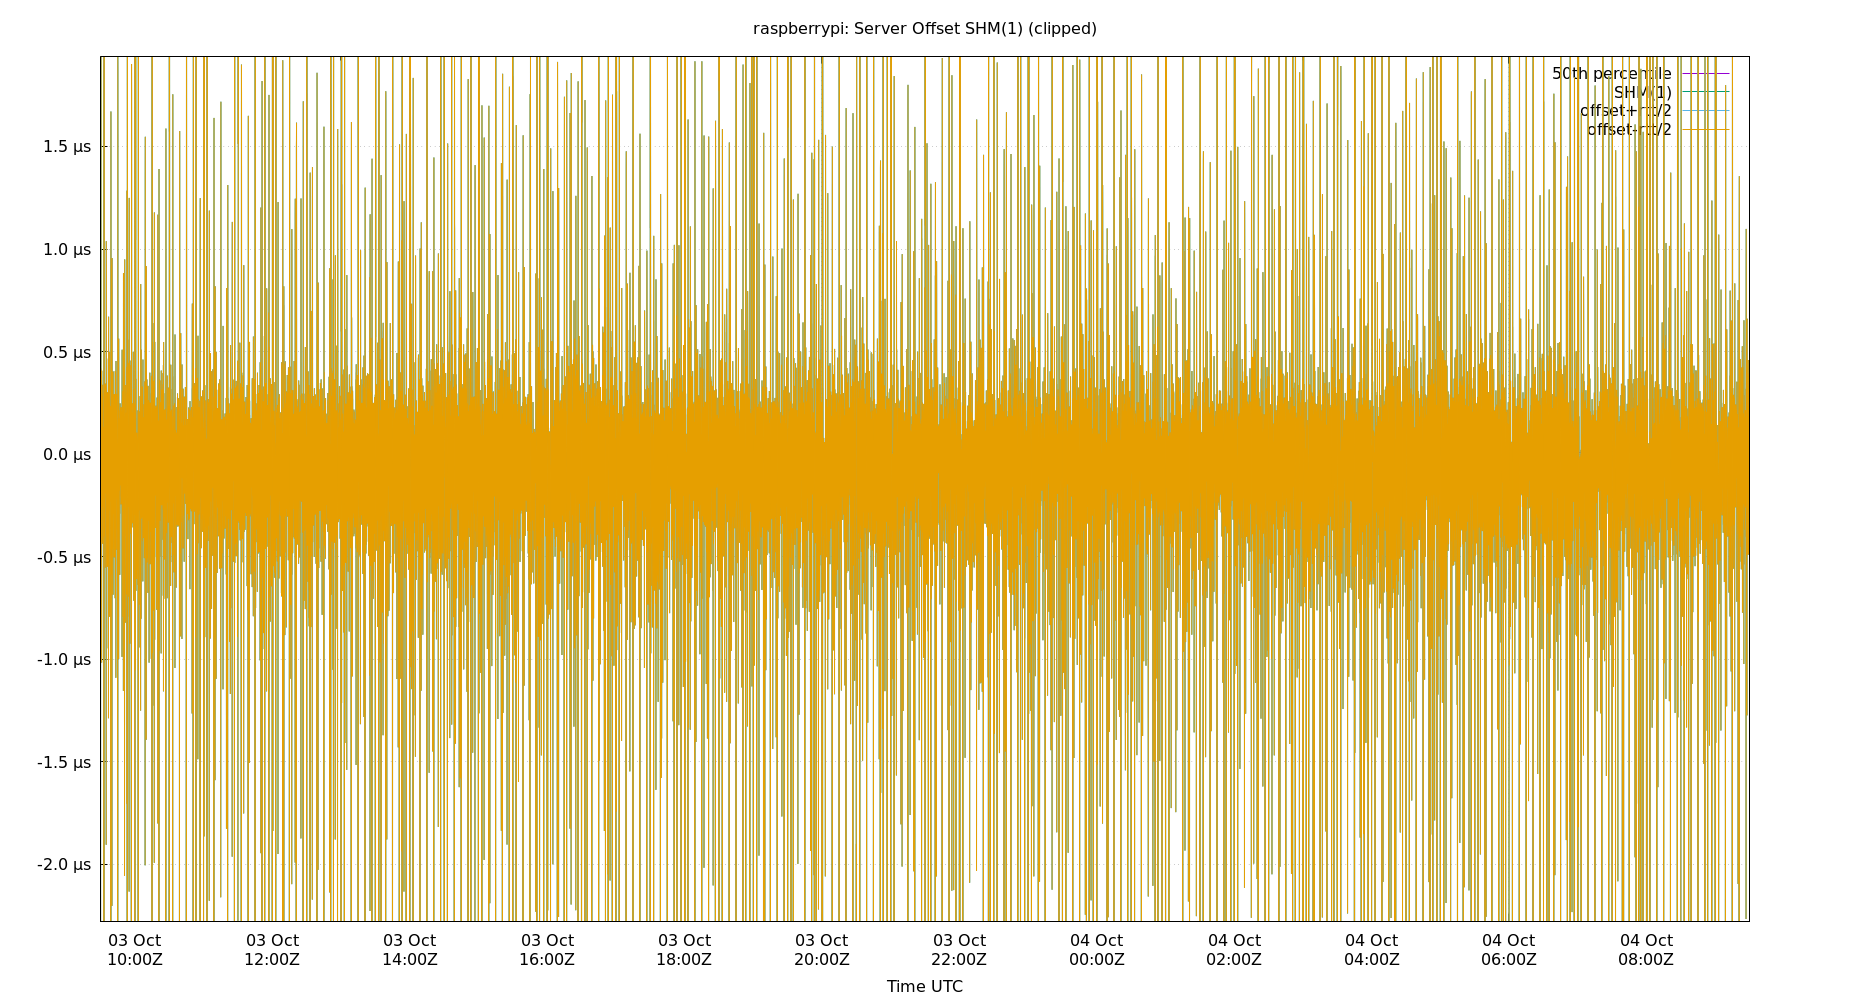 raspberrypi: Server Offset SHM(1) (clipped)
50th percentile
SHM(1)
offset+rtt/2
offset-rtt/2
1.5 µs
1.0 µs
0.5 µs
0.0 µs
-0.5 µs
-1.0 µs
-1.5 µs
-2.0 µs
03 Oct 03 Oct 03 Oct 03 Oct 03 Oct 03 Oct 03 Oct 04 Oct 04 Oct 04 Oct 04 Oct 04 Oct
10:00Z 12:00Z 14:00Z 16:00Z 18:00Z 20:00Z 22:00Z 00:00Z 02:00Z 04:00Z 06:00Z 08:00Z
Time UTC